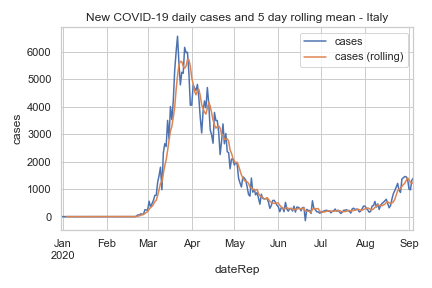 New COVID-19 daily cases and 5 day rolling mean - Italy
cases
cases (rolling)
6000
5000
4000
3000
2000
1000
0
cases
Jan Feb Mar Apr May Jun Jul Aug Sep
2020
dateRep